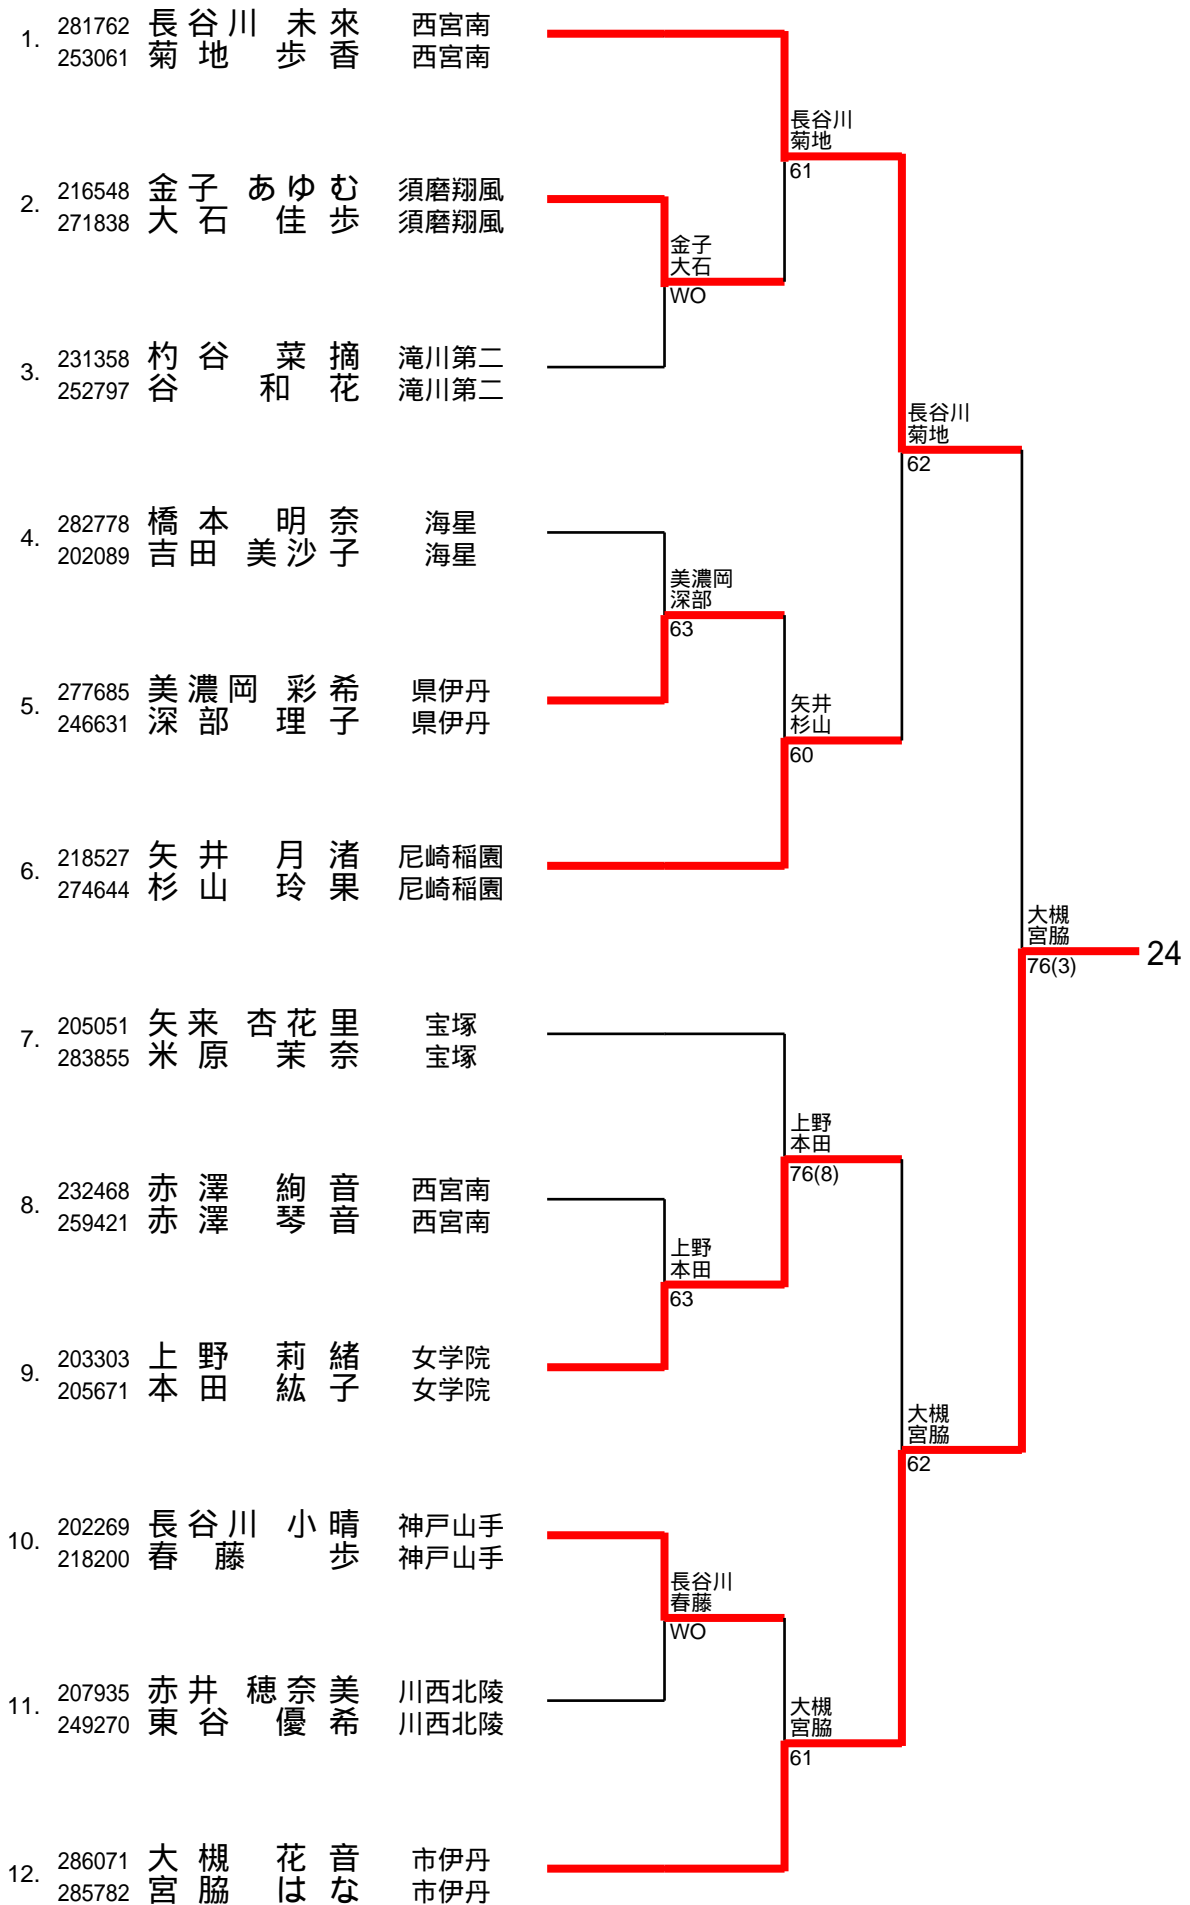 1. 281762 長谷川 未來 西宮南
253061 菊地 歩香 西宮南
長谷川
菊地
61
2. 216548 金子 あゆむ 須磨翔風
271838 大石 佳歩 須磨翔風
金子
大石
WO
3. 231358 杓谷 菜摘 滝川第二
252797 谷 和花 滝川第二
長谷川
菊地
62
4. 282778 橋本 明奈 海星
202089 吉田 美沙子 海星
美濃岡
深部
63
5. 277685 美濃岡 彩希 県伊丹
246631 深部 理子 県伊丹
矢井
杉山
60
6. 218527 矢井 月渚 尼崎稲園
274644 杉山 玲果 尼崎稲園
大槻
宮脇
76(3)
24
7. 205051 矢来 杏花里 宝塚
283855 米原 茉奈 宝塚
上野
本田
76(8)
8. 232468 赤澤 絢音 西宮南
259421 赤澤 琴音 西宮南
上野
本田
63
9. 203303 上野 莉緒 女学院
205671 本田 紘子 女学院
大槻
宮脇
62
10. 202269 長谷川 小晴 神戸山手
218200 春藤 歩 神戸山手
長谷川
春藤
WO
11. 207935 赤井 穂奈美 川西北陵
249270 東谷 優希 川西北陵
大槻
宮脇
61
12. 286071 大槻 花音 市伊丹
285782 宮脇 はな 市伊丹